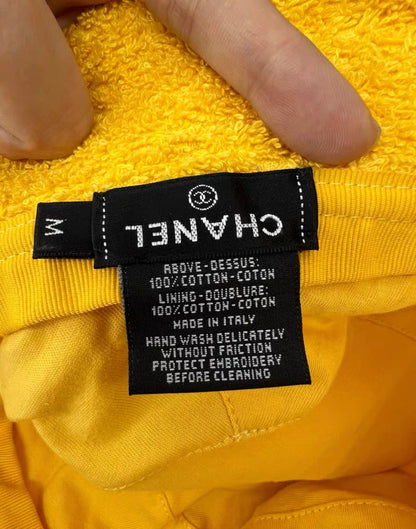 CHANEL
M
ABOVE-DESSUS:
100% COTTON-COTON
LINING-DOUBLURE:
100% COTTON-COTON
MADE IN ITALY
HAND WASH DELICATELY
WITHOUT FRICTION
PROTECT EMBROIDERY
BEFORE CLEANING